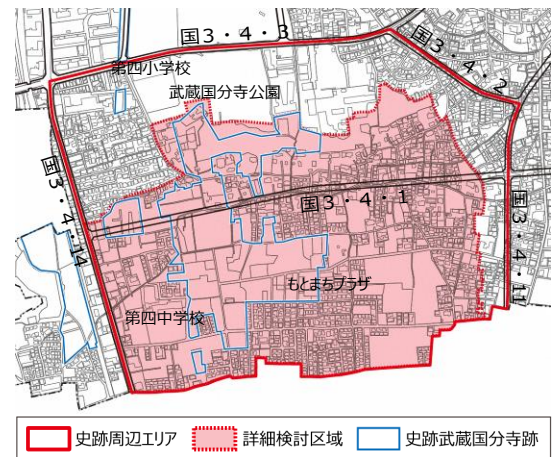 国3・4・3
国3・4・2
第四小学校
武蔵国分寺公園
国3・4・1
国3・4・14
国3・4・11
もとまちプラザ
第四中学校
史跡周辺エリア
詳細検討区域
史跡武蔵国分寺跡